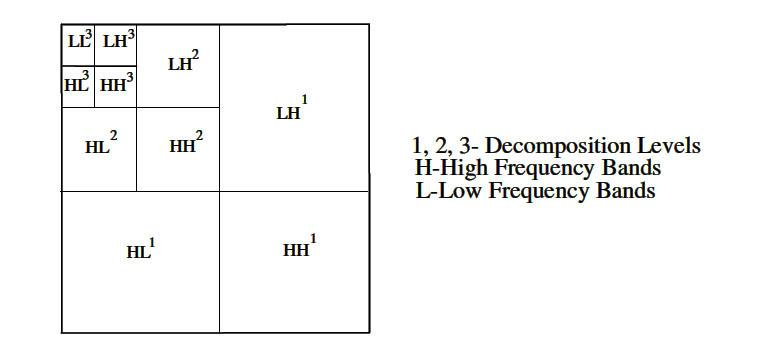 LL³ LH³
HL³ HH³
LH²
HL² HH²
LH¹
HL¹ HH¹
1, 2, 3- Decomposition Levels
H-High Frequency Bands
L-Low Frequency Bands